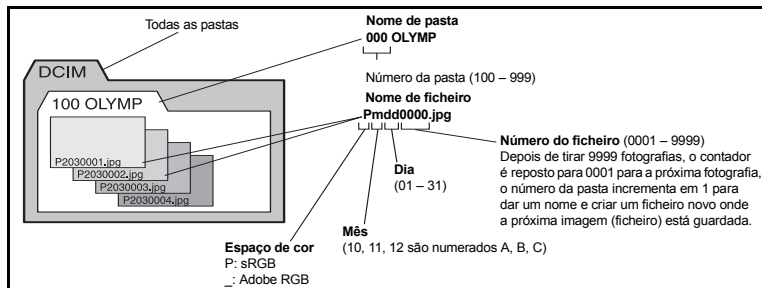 Todas as pastas
DCIM
100 OLYMP
P2030001.jpg
P2030002.jpg
P2030003.jpg
P2030004.jpg
Nome de pasta
000 OLYMP
Número da pasta (100 – 999)
Nome de ficheiro
Pmdd0000.jpg
Número do ficheiro (0001 – 9999)
Depois de tirar 9999 fotografias, o contador
é reposto para 0001 para a próxima fotografia,
o número da pasta incrementa em 1 para
dar um nome e criar um ficheiro novo onde
a próxima imagem (ficheiro) está guardada.
Dia
(01 – 31)
Mês
(10, 11, 12 são numerados A, B, C)
Espaço de cor
P: sRGB
_: Adobe RGB